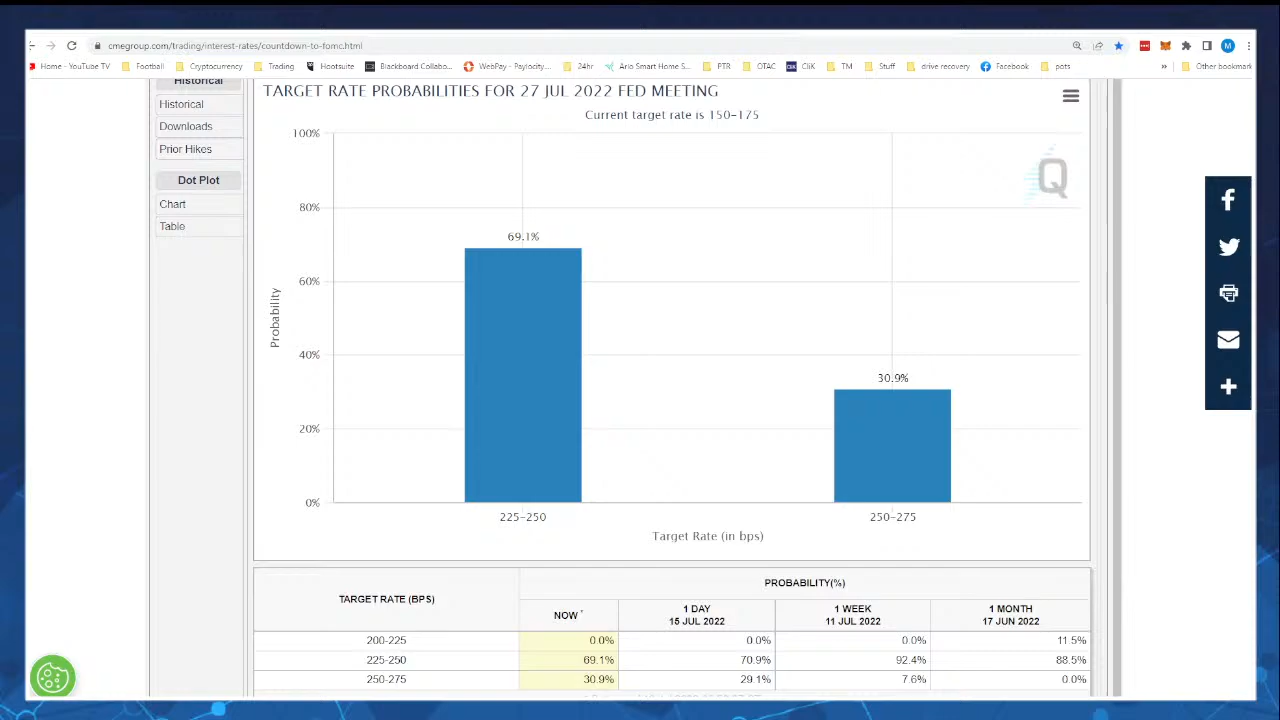 cmegroup.com/trading/interest-rates/countdown-to-fomc.html
Home - YouTube TV Football Cryptocurrency Trading Hootsuite Blackboard Collabo... WebPay - Paylocity... 24hr Ario Smart Home S... PTR OTAC CliK TM Stuff drive recovery Facebook pots » Other bookmark
Historical
Historical
Downloads
Prior Hikes
Dot Plot
Chart
Table
TARGET RATE PROBABILITIES FOR 27 JUL 2022 FED MEETING
Current target rate is 150-175
100%
80%
60%
40%
20%
0%
Probability
69.1%
30.9%
225-250 250-275
Target Rate (in bps)
Q
M
TARGET RATE (BPS) PROBABILITY(%)
NOW * 1 DAY 15 JUL 2022 1 WEEK 11 JUL 2022 1 MONTH 17 JUN 2022
200-225 0.0% 0.0% 0.0% 11.5%
225-250 69.1% 70.9% 92.4% 88.5%
250-275 30.9% 29.1% 7.6% 0.0%